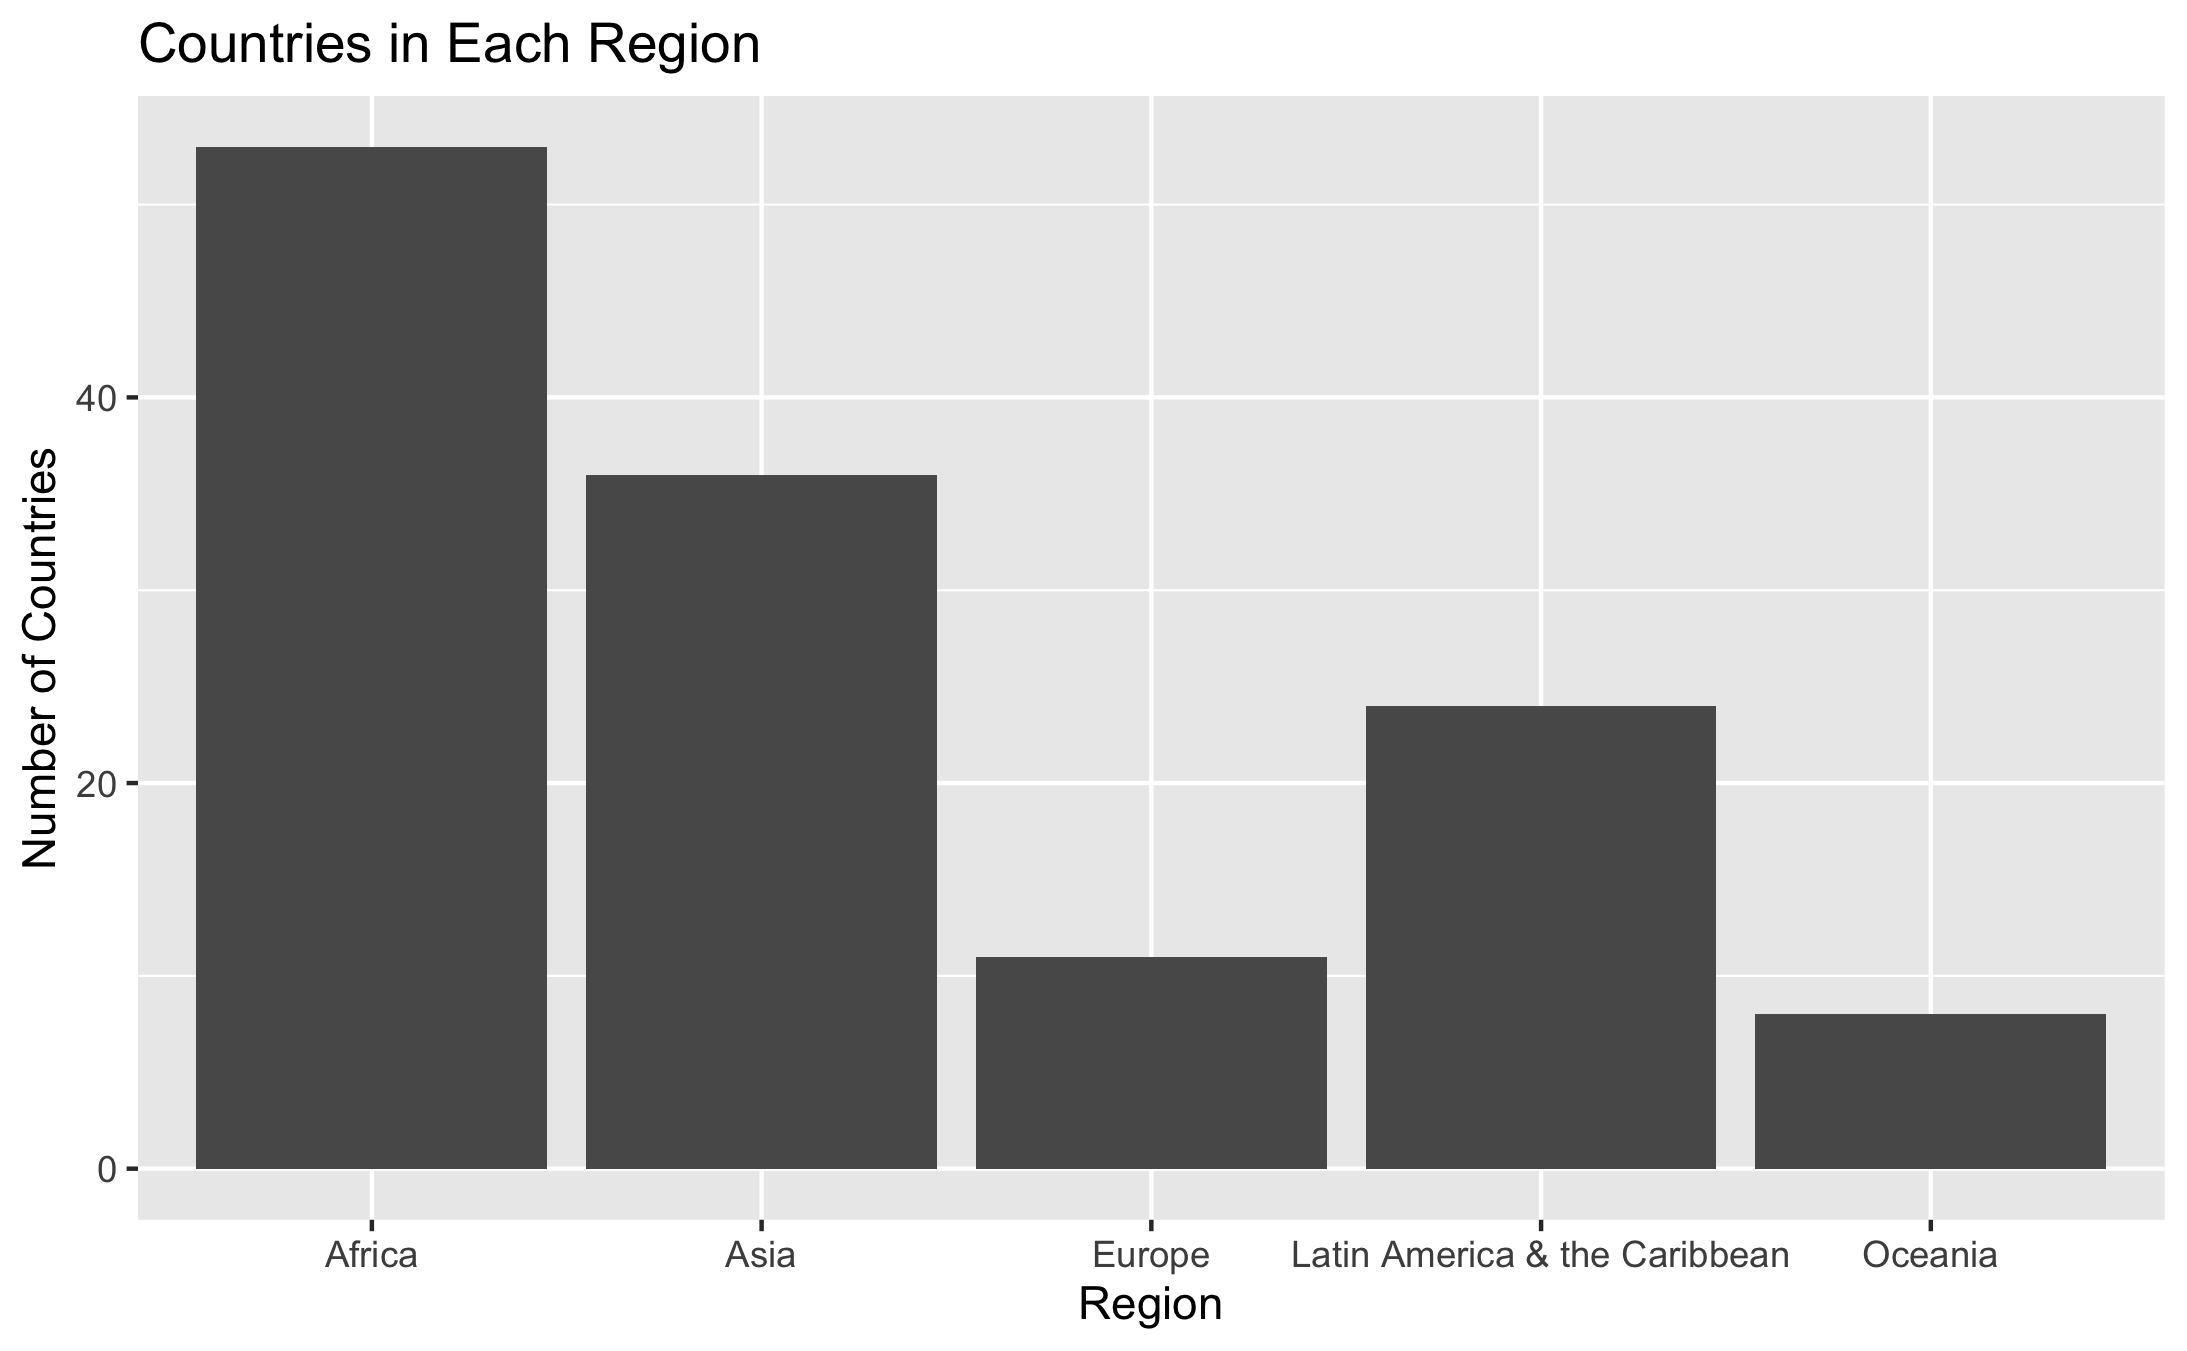 Countries in Each Region
Number of Countries
40
20
0
Africa Asia Europe Latin America & the Caribbean Oceania
Region